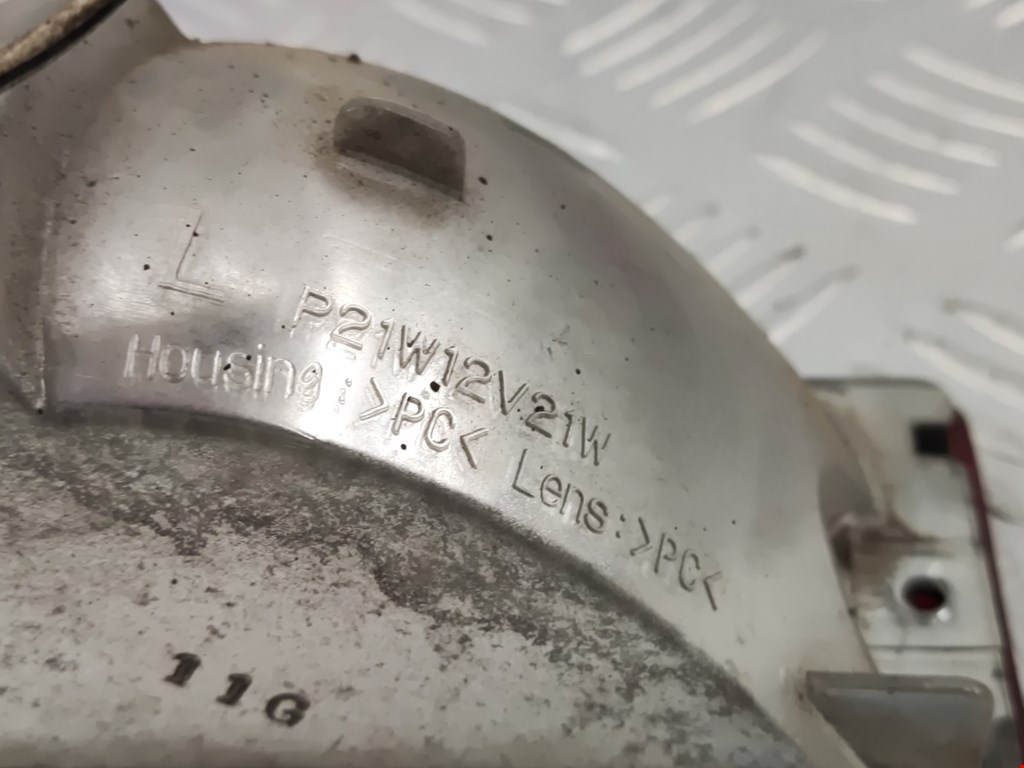 L
P21W12V21W
Housing:>PC< Lens:>PC<
11G